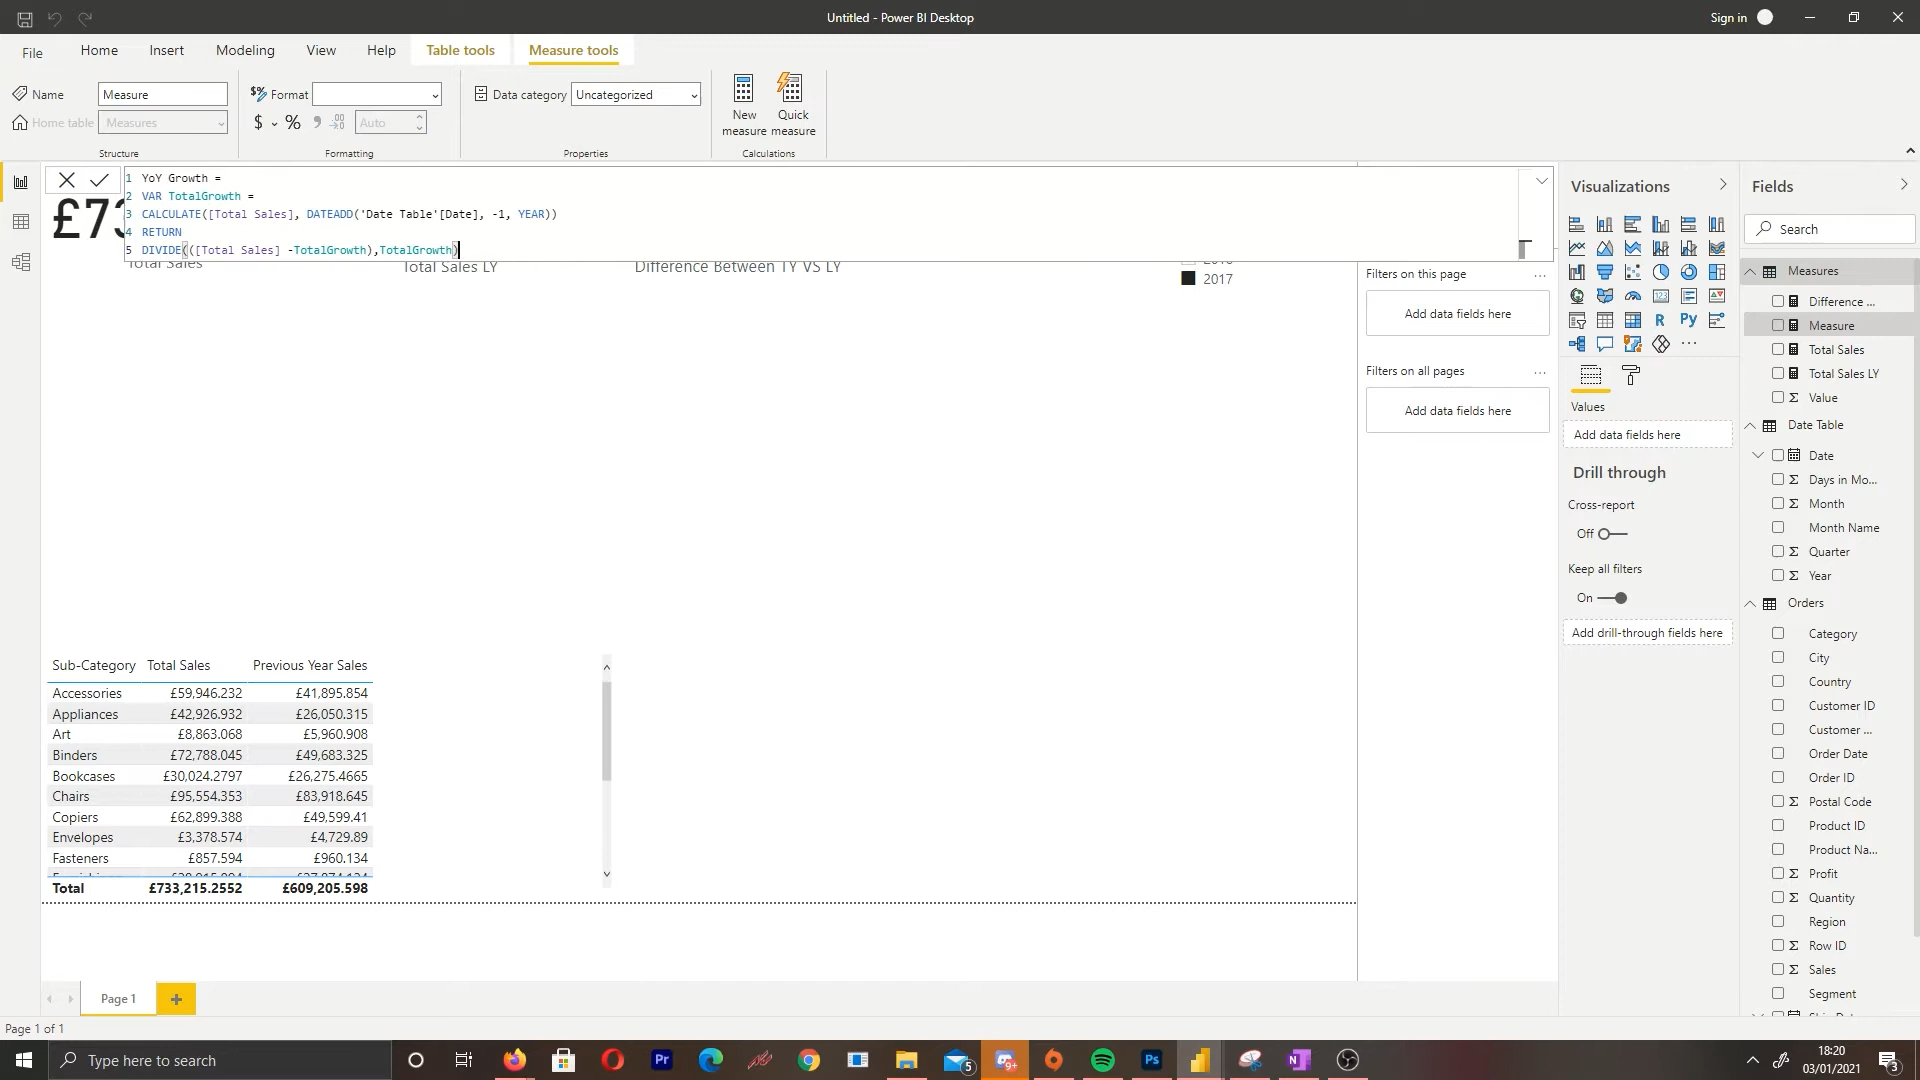 Untitled - Power BI Desktop
Sign in
File
Home
Insert
Modeling
View
Help
Table tools
Measure tools
Name
Measure
Home table
Measures
Structure
$% Format
$ % 9 .00
Auto
Formatting
Data category
Uncategorized
Properties
New measure
Quick measure
Calculations
£73
1 YoY Growth =
2 VAR TotalGrowth =
3 CALCULATE([Total Sales], DATEADD('Date Table'[Date], -1, YEAR))
4 RETURN
5 DIVIDE(([Total Sales] -TotalGrowth),TotalGrowth)
Total Sales
Total Sales LY
Difference Between TY VS LY
2017
Filters on this page
...
Add data fields here
Filters on all pages
...
Add data fields here
Visualizations
R
Py
...
123
Values
Add data fields here
Drill through
Cross-report
Off
Keep all filters
On
Add drill-through fields here
Fields
Search
Measures
Difference ...
Measure
Total Sales
Total Sales LY
Σ Value
Date Table
Date
Σ Days in Mo...
Σ Month
Month Name
Σ Quarter
Σ Year
Orders
Category
City
Country
Customer ID
Customer ...
Order Date
Order ID
Σ Postal Code
Product ID
Product Na...
Σ Profit
Σ Quantity
Region
Σ Row ID
Σ Sales
Segment
Sub-Category Total Sales Previous Year Sales
Accessories £59,946.232 £41,895.854
Appliances £42,926.932 £26,050.315
Art £8,863.068 £5,960.908
Binders £72,788.045 £49,683.325
Bookcases £30,024.2797 £26,275.4665
Chairs £95,554.353 £83,918.645
Copiers £62,899.388 £49,599.41
Envelopes £3,378.574 £4,729.89
Fasteners £857.594 £960.134
Total £733,215.2552 £609,205.598
Page 1
+
Page 1 of 1
Type here to search
Pr
5
9+
Ps
N
18:20
03/01/2021
3